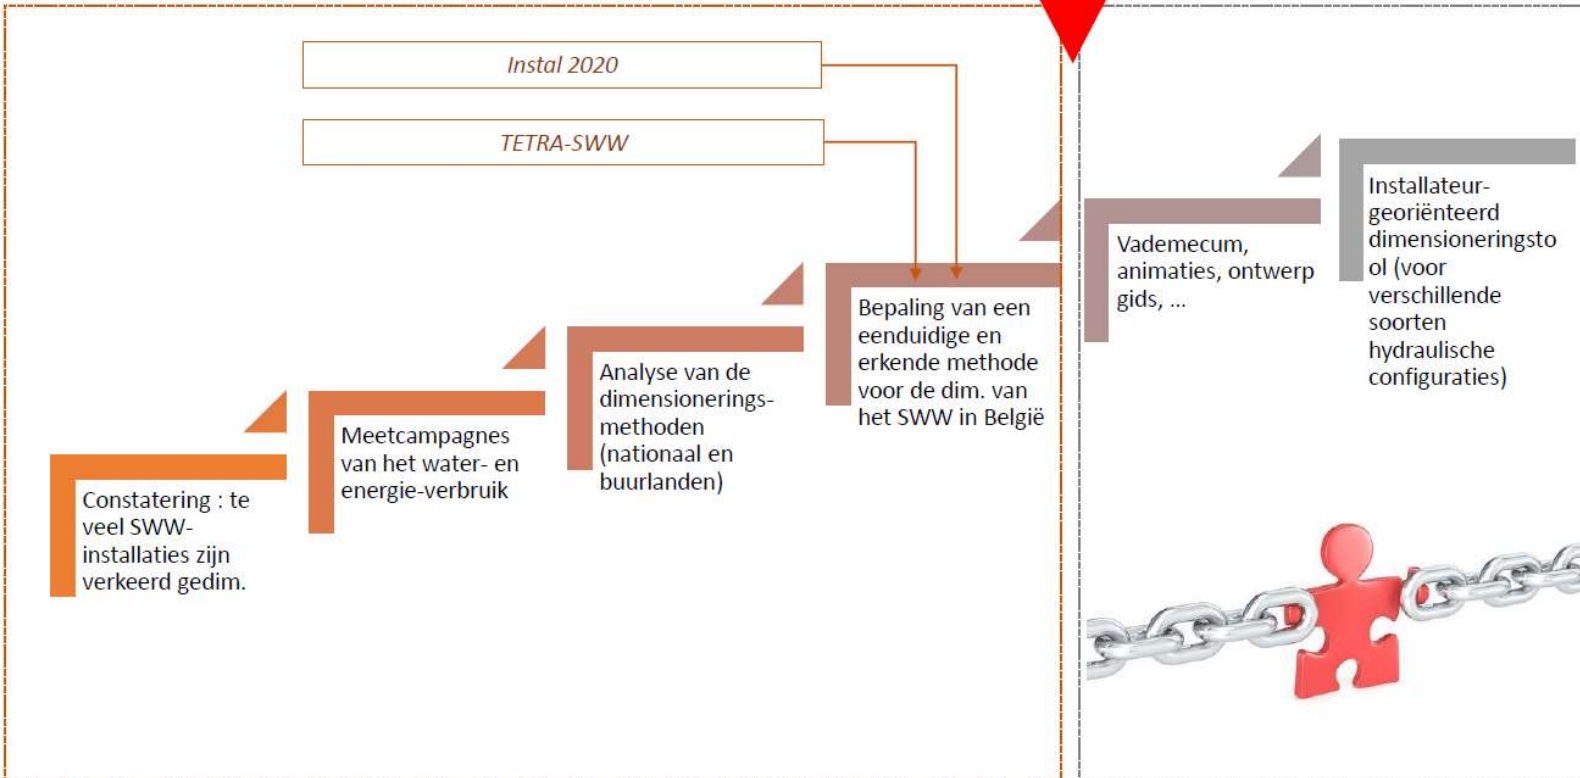 Instal 2020
TETRA-SWW
Constatering : te
veel SWW-
installaties zijn
verkeerd gedim.
Meetcampagnes
van het water- en
energie-verbruik
Analyse van de
dimensionerings-
methoden
(nationaal en
buurlanden)
Bepaling van een
eenduidige en
erkende methode
voor de dim. van
het SWW in België
Vademecum,
animaties, ontwerp
gids, ...
Installateur-
georiënteerd
dimensioneringsto
ol (voor
verschillende
soorten
hydraulische
configuraties)